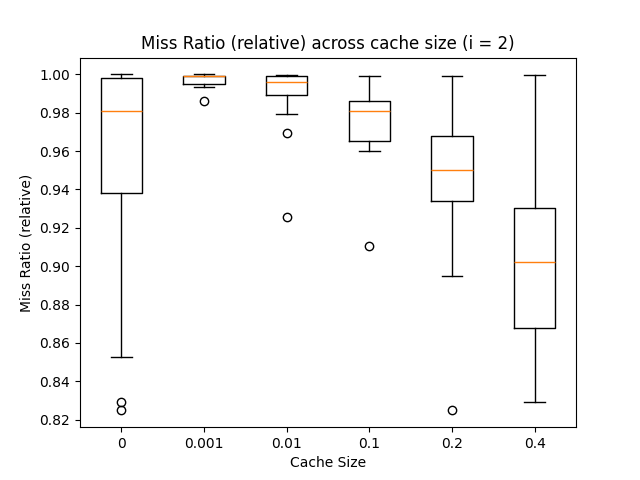 Miss Ratio (relative) across cache size (i = 2)
Miss Ratio (relative)
1.00
0.98
0.96
0.94
0.92
0.90
0.88
0.86
0.84
0.82
0 0.001 0.01 0.1 0.2 0.4
Cache Size